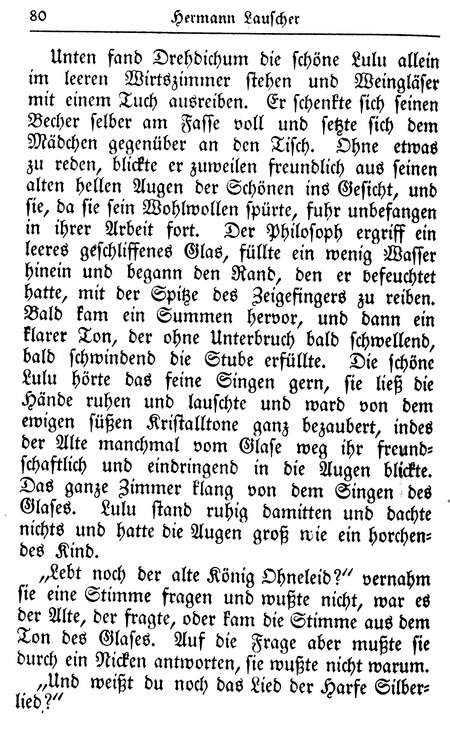 80 Hermann Lauscher
Unten fand Drehdichum die schöne Lulu allein
im leeren Wirtszimmer stehen und Weingläser
mit einem Tuch ausreiben. Er schenkte sich seinen
Becher selber am Fasse voll und setzte sich dem
Mädchen gegenüber an den Tisch. Ohne etwas
zu reden, blickte er zuweilen freundlich aus seinen
alten hellen Augen der Schönen ins Gesicht, und
sie, da sie sein Wohlwollen spürte, fuhr unbefangen
in ihrer Arbeit fort. Der Philosoph ergriff ein
leeres geschliffenes Glas, füllte ein wenig Wasser
hinein und begann den Rand, den er befeuchtet
hatte, mit der Spitze des Zeigefingers zu reiben.
Bald kam ein Summen hervor, und dann ein
klarer Ton, der ohne Unterbruch bald schwellend,
bald schwindend die Stube erfüllte. Die schöne
Lulu hörte das feine Singen gern, sie ließ die
Hände ruhen und lauschte und ward von dem
ewigen süßen Kristalltone ganz bezaubert, indes
der Alte manchmal vom Glase weg ihr freund-
schaftlich und eindringend in die Augen blickte.
Das ganze Zimmer klang von dem Singen des
Glases. Lulu stand ruhig damitten und dachte
nichts und hatte die Augen groß wie ein horchen-
des Kind.
„Lebt noch der alte König Ohneleid?“ vernahm
sie eine Stimme fragen und wußte nicht, war es
der Alte, der fragte, oder kam die Stimme aus dem
Ton des Glases. Auf die Frage aber mußte sie
durch ein Nicken antworten, sie wußte nicht warum.
„Und weißt du noch das Lied der Harfe Silber-
lied?“